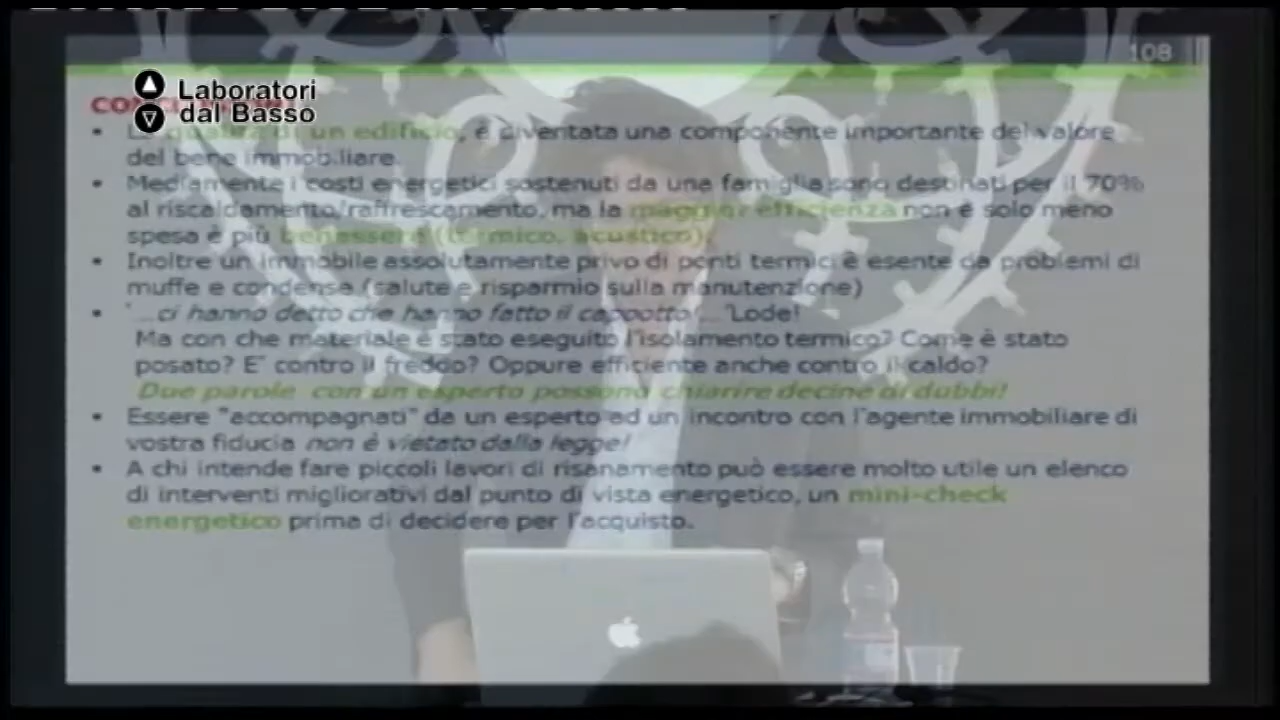 108
Laboratori
dal Basso
qualità di un edificio, è diventata una componente importante del valore
del bene immobiliare.
• Mediamente i costi energetici sostenuti da una famiglia sono destinati per il 70%
al riscaldamento/raffrescamento, ma la maggior efficienza non è solo meno
spesa è più benessere (termico, acustico).
• Inoltre un immobile assolutamente privo di ponti termici è esente da problemi di
muffe e condensa (salute e risparmio sulla manutenzione)
• "...ci hanno detto che hanno fatto il cappotto!..." Lode!
Ma con che materiale è stato eseguito l'isolamento termico? Come è stato
posato? E' contro il freddo? Oppure efficiente anche contro il caldo?
Due parole con un esperto possono chiarire decine di dubbi!
• Essere "accompagnati" da un esperto ad un incontro con l'agente immobiliare di
vostra fiducia non è vietato dalla legge!
• A chi intende fare piccoli lavori di risanamento può essere molto utile un elenco
di interventi migliorativi dal punto di vista energetico, un mini-check
energetico prima di decidere per l'acquisto.